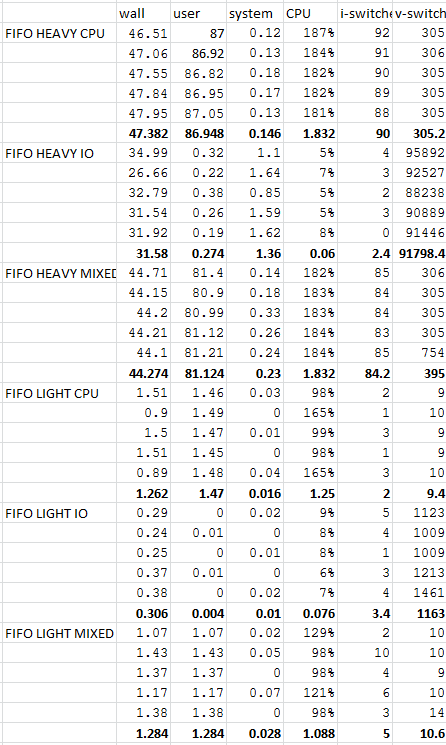 wall user system CPU i-switche v-switch
FIFO HEAVY CPU 46.51 87 0.12 187% 92 305
47.06 86.92 0.13 184% 91 306
47.55 86.82 0.18 182% 90 305
47.84 86.95 0.17 182% 89 305
47.95 87.05 0.13 181% 88 305
47.382 86.948 0.146 1.832 90 305.2
FIFO HEAVY IO 34.99 0.32 1.1 5% 4 95892
26.66 0.22 1.64 7% 3 92527
32.79 0.38 0.85 5% 2 88238
31.54 0.26 1.59 5% 3 90889
31.92 0.19 1.62 8% 0 91446
31.58 0.274 1.36 0.06 2.4 91798.4
FIFO HEAVY MIXED 44.71 81.4 0.14 182% 85 306
44.15 80.9 0.18 183% 84 305
44.2 80.99 0.33 183% 84 305
44.21 81.12 0.26 184% 83 305
44.1 81.21 0.24 184% 85 754
44.274 81.124 0.23 1.832 84.2 395
FIFO LIGHT CPU 1.51 1.46 0.03 98% 2 9
0.9 1.49 0 165% 1 10
1.5 1.47 0.01 99% 3 9
1.51 1.45 0 98% 1 9
0.89 1.48 0.04 165% 3 10
1.262 1.47 0.016 1.25 2 9.4
FIFO LIGHT IO 0.29 0 0.02 9% 5 1123
0.24 0.01 0 8% 4 1009
0.25 0 0.01 8% 1 1009
0.37 0.01 0 6% 3 1213
0.38 0 0.02 7% 4 1461
0.306 0.004 0.01 0.076 3.4 1163
FIFO LIGHT MIXED 1.07 1.07 0.02 129% 2 10
1.43 1.43 0.05 98% 10 10
1.37 1.37 0 98% 4 9
1.17 1.17 0.07 121% 6 10
1.38 1.38 0 98% 3 14
1.284 1.284 0.028 1.088 5 10.6